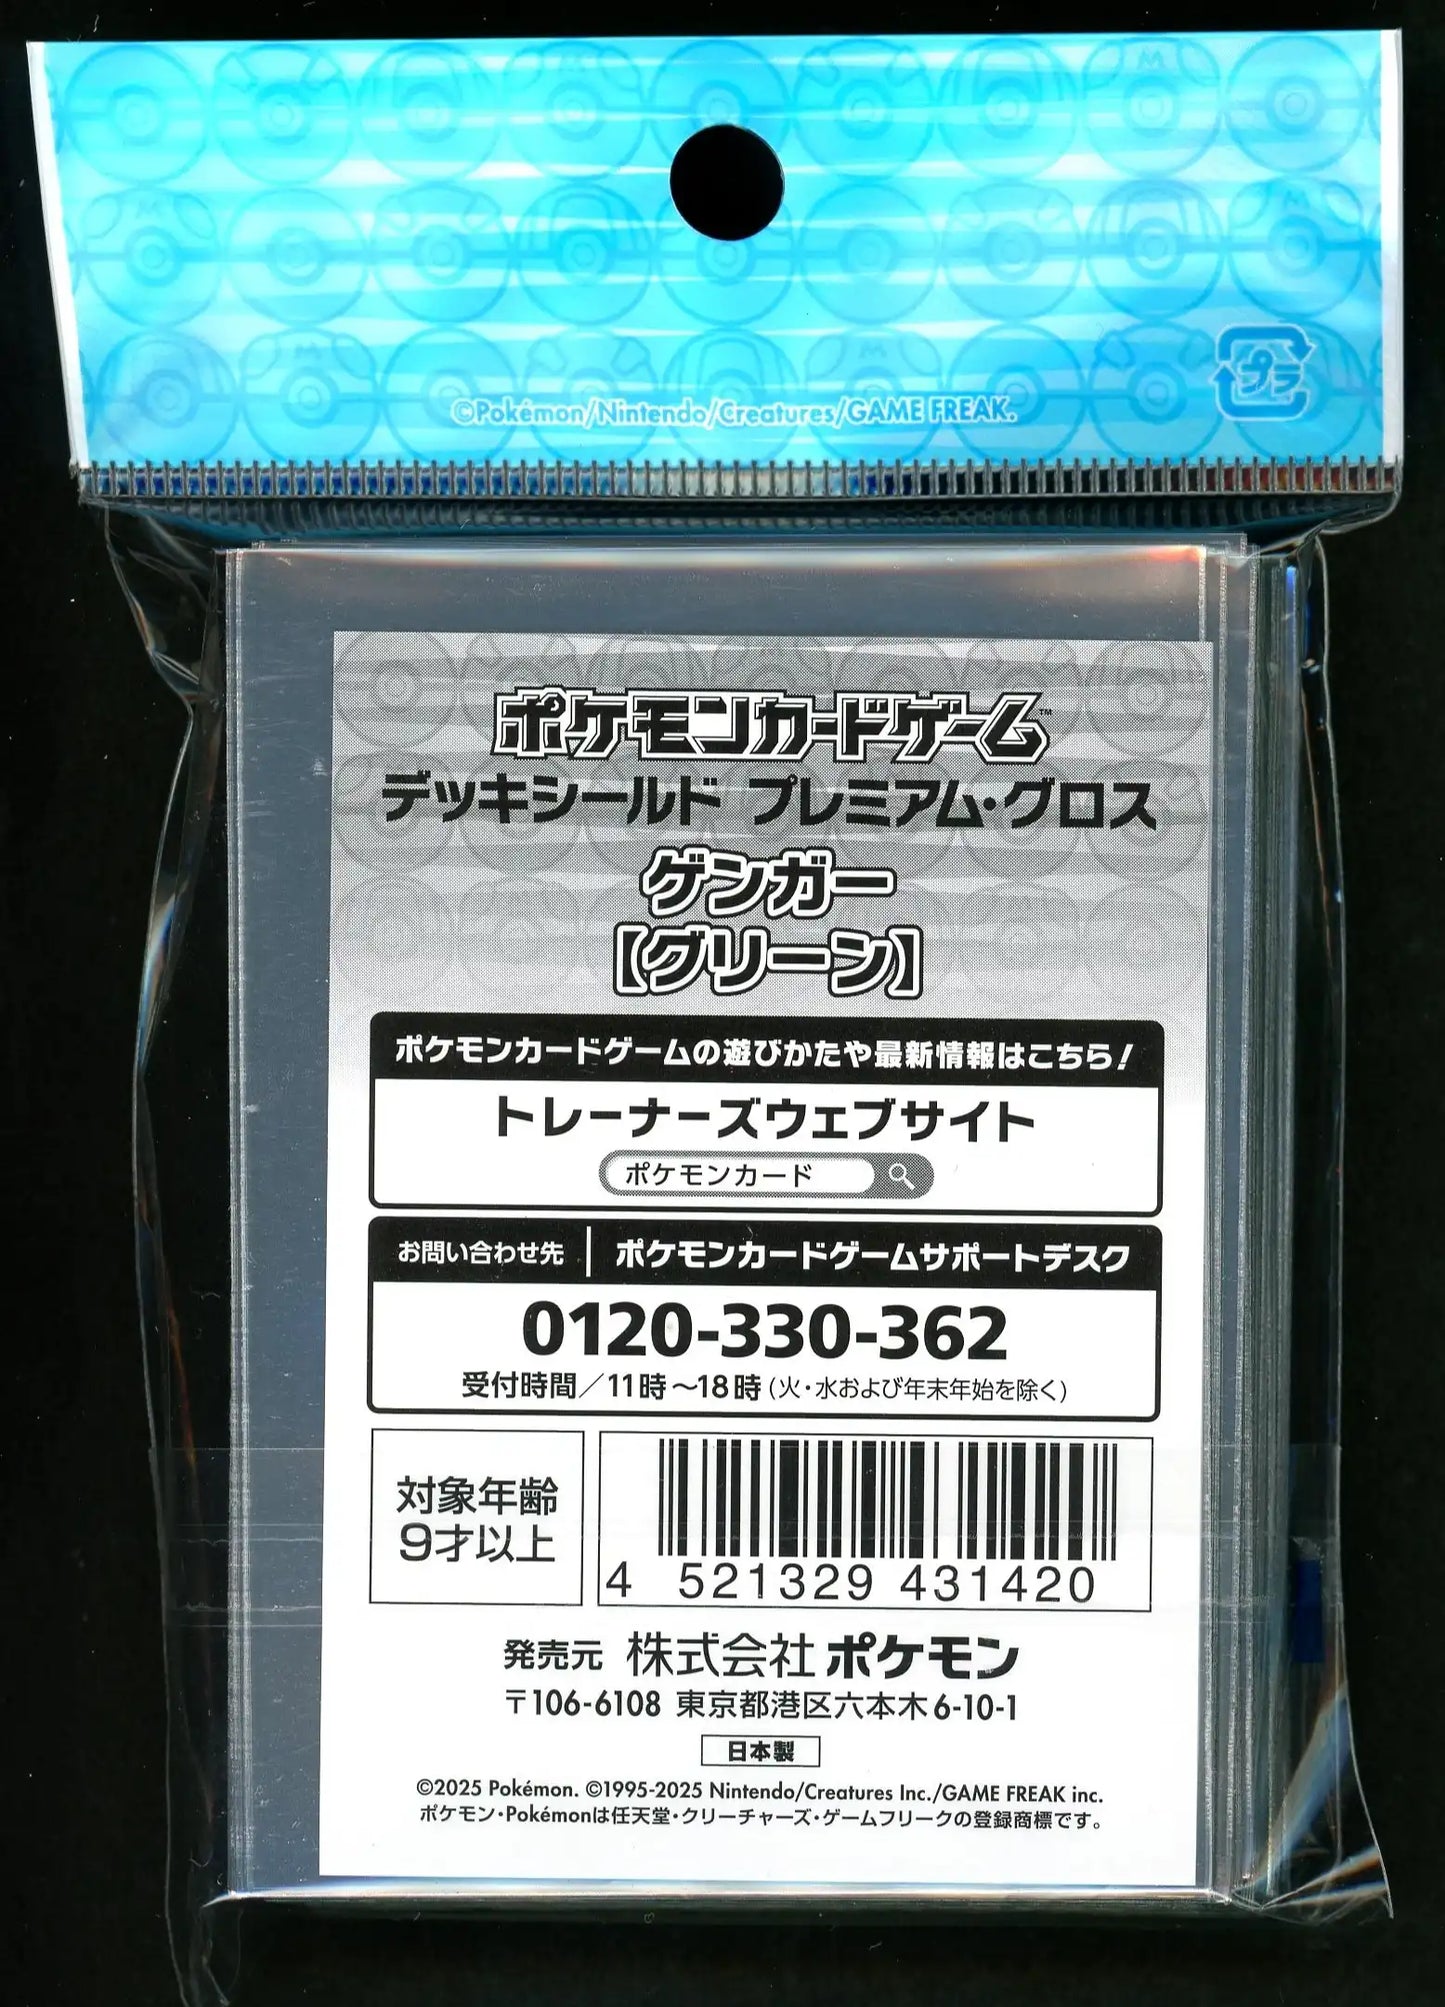 ©Pokémon/Nintendo/Creatures/GAME FREAK.
プラ
ポケモンカードゲーム™
デッキシールド プレミアム・グロス
ゲンガー
【グリーン】
ポケモンカードゲームの遊びかたや最新情報はこちら！
トレーナーズウェブサイト
ポケモンカード
お問い合わせ先 | ポケモンカードゲームサポートデスク
0120-330-362
受付時間／11時～18時（火・水および年末年始を除く）
対象年齢
9才以上
4 521329 431420
発売元 株式会社ポケモン
〒106-6108 東京都港区六本木6-10-1
日本製
©2025 Pokémon. ©1995-2025 Nintendo/Creatures Inc./GAME FREAK inc.
ポケモン・Pokémonは任天堂・クリーチャーズ・ゲームフリークの登録商標です。